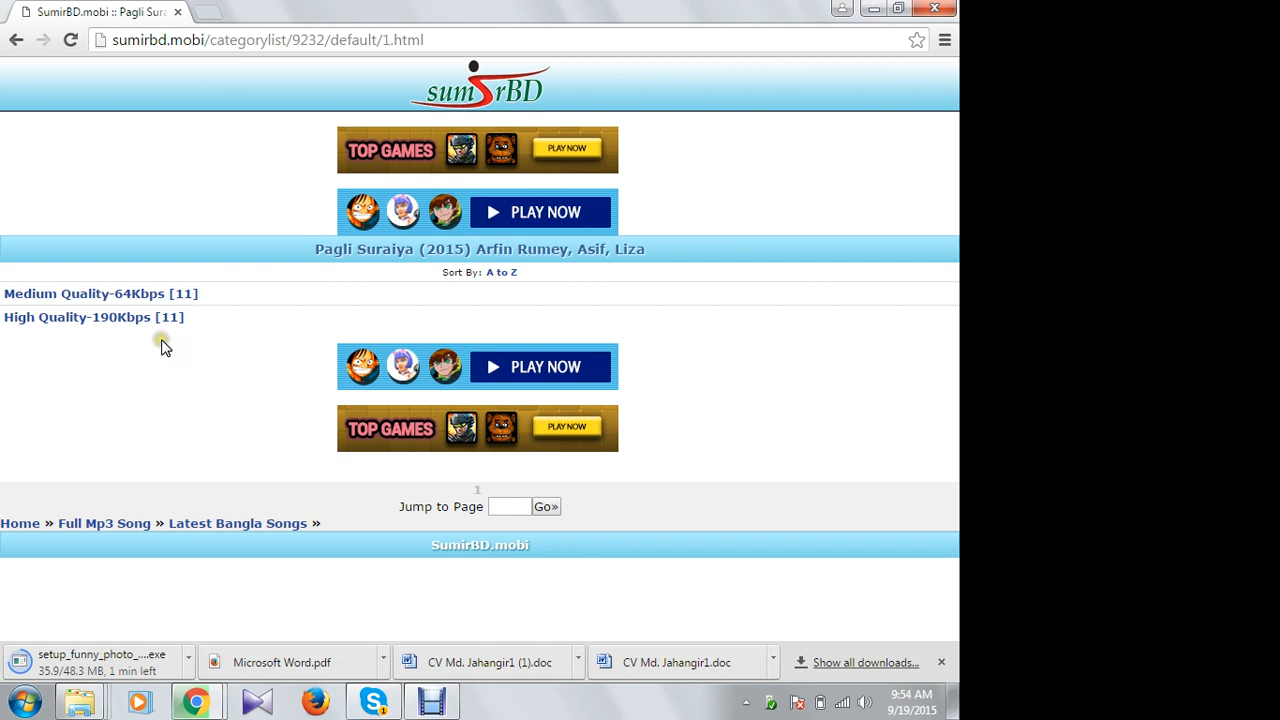 SumirBD.mobi :: Pagli Sura
sumirbd.mobi/categorylist/9232/default/1.html
sumirBD
TOP GAMES PLAY NOW
PLAY NOW
Pagli Suraiya (2015) Arfin Rumey, Asif, Liza
Sort By: A to Z
Medium Quality-64Kbps [11]
High Quality-190Kbps [11]
PLAY NOW
TOP GAMES PLAY NOW
1
Jump to Page Go»
Home » Full Mp3 Song » Latest Bangla Songs »
SumirBD.mobi
setup_funny_photo_....exe
35.9/48.3 MB, 1 min left
Microsoft Word.pdf
CV Md. Jahangir1 (1).doc
CV Md. Jahangir1.doc
Show all downloads...
9:54 AM
9/19/2015